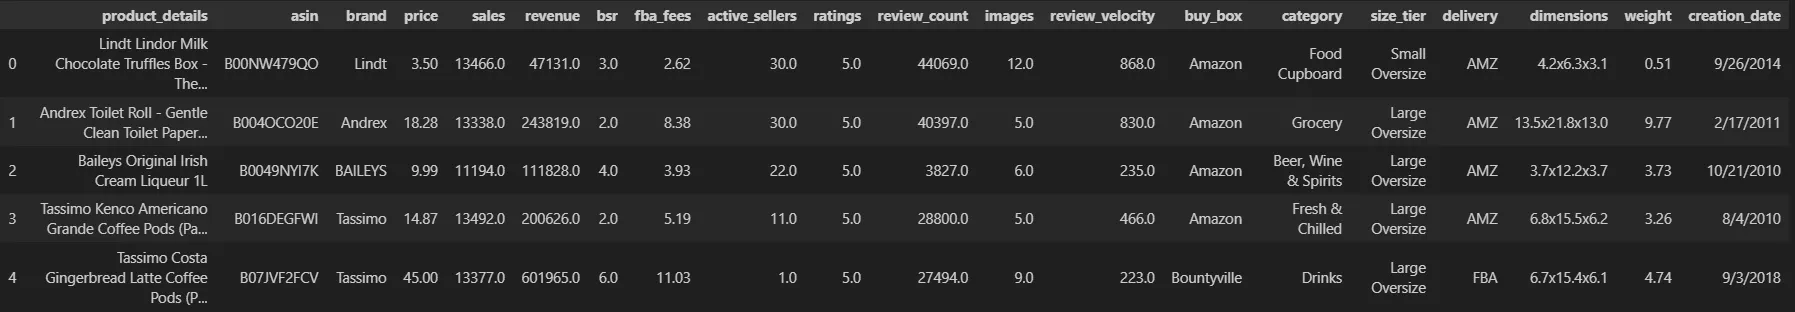 product_details asin brand price sales revenue bsr fba_fees active_sellers ratings review_count images review_velocity buy_box category size_tier delivery dimensions weight creation_date
Lindt Lindor Milk
0 Chocolate Truffles Box - B00NW479QO Lindt 3.50 13466.0 47131.0 3.0 2.62 30.0 5.0 44069.0 12.0 868.0 Amazon Food Cupboard Small Oversize AMZ 4.2x6.3x3.1 0.51 9/26/2014
The...
1 Andrex Toilet Roll - Gentle Clean Toilet Paper... B004OCO20E Andrex 18.28 13338.0 243819.0 2.0 8.38 30.0 5.0 40397.0 5.0 830.0 Amazon Grocery Large Oversize AMZ 13.5x21.8x13.0 9.77 2/17/2011
2 Baileys Original Irish Cream Liqueur 1L B0049NYI7K BAILEYS 9.99 11194.0 111828.0 4.0 3.93 22.0 5.0 3827.0 6.0 235.0 Amazon Beer, Wine & Spirits Large Oversize AMZ 3.7x12.2x3.7 3.73 10/21/2010
3 Tassimo Kenco Americano Grande Coffee Pods (Pa... B016DEGFWI Tassimo 14.87 13492.0 200626.0 2.0 5.19 11.0 5.0 28800.0 5.0 466.0 Amazon Fresh & Chilled Large Oversize AMZ 6.8x15.5x6.2 3.26 8/4/2010
Tassimo Costa
4 Gingerbread Latte Coffee B07JVF2FCV Tassimo 45.00 13377.0 601965.0 6.0 11.03 1.0 5.0 27494.0 9.0 223.0 Bountyville Drinks Large Oversize FBA 6.7x15.4x6.1 4.74 9/3/2018
Pods (P...